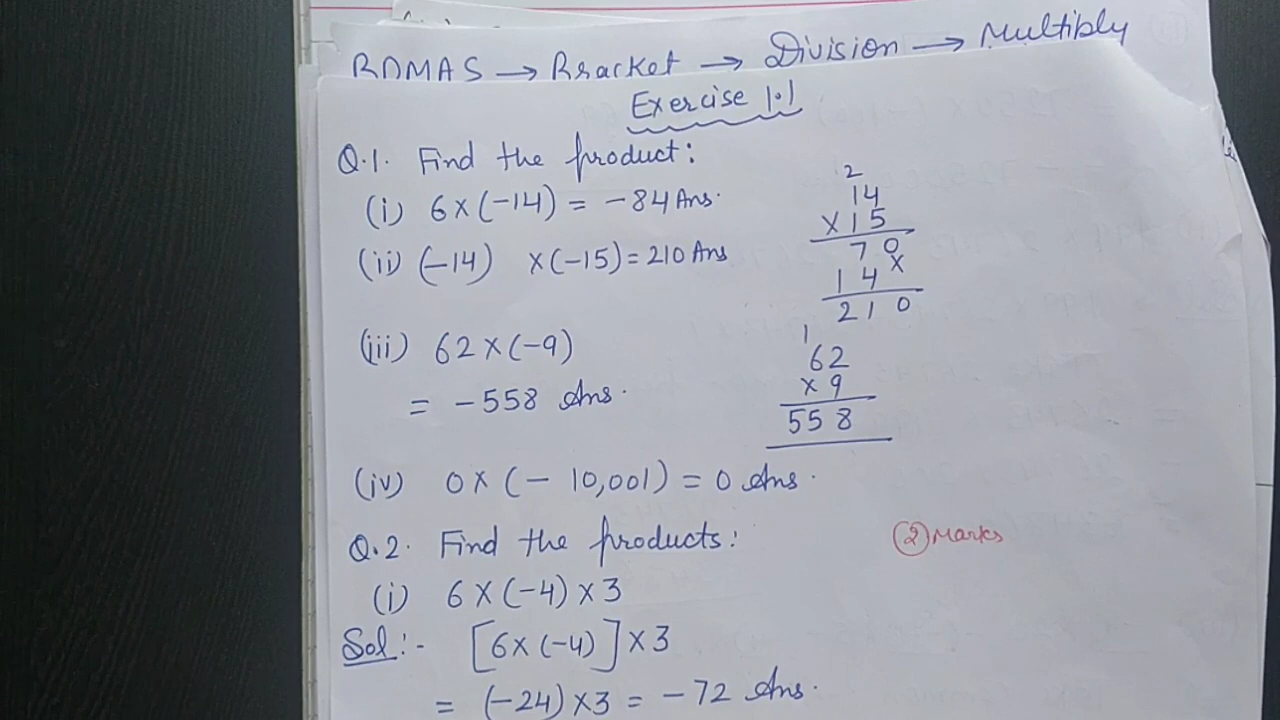 BDMAS → Bracket → Division → Multiply
Exercise 1.1
Q.1. Find the product:
(i) 6×(-14) = -84 Ans.
(ii) (-14) ×(-15)=210 Ans
2
14
×15
70
14×
210
(iii) 62×(-9)
= -558 Ans.
1
62
×9
558
(iv) 0×(- 10,001) = 0 Ans.
Q.2. Find the products: (2) Marks
(i) 6×(-4)×3
Sol:- [6×(-4)]×3
= (-24)×3 = -72 Ans.